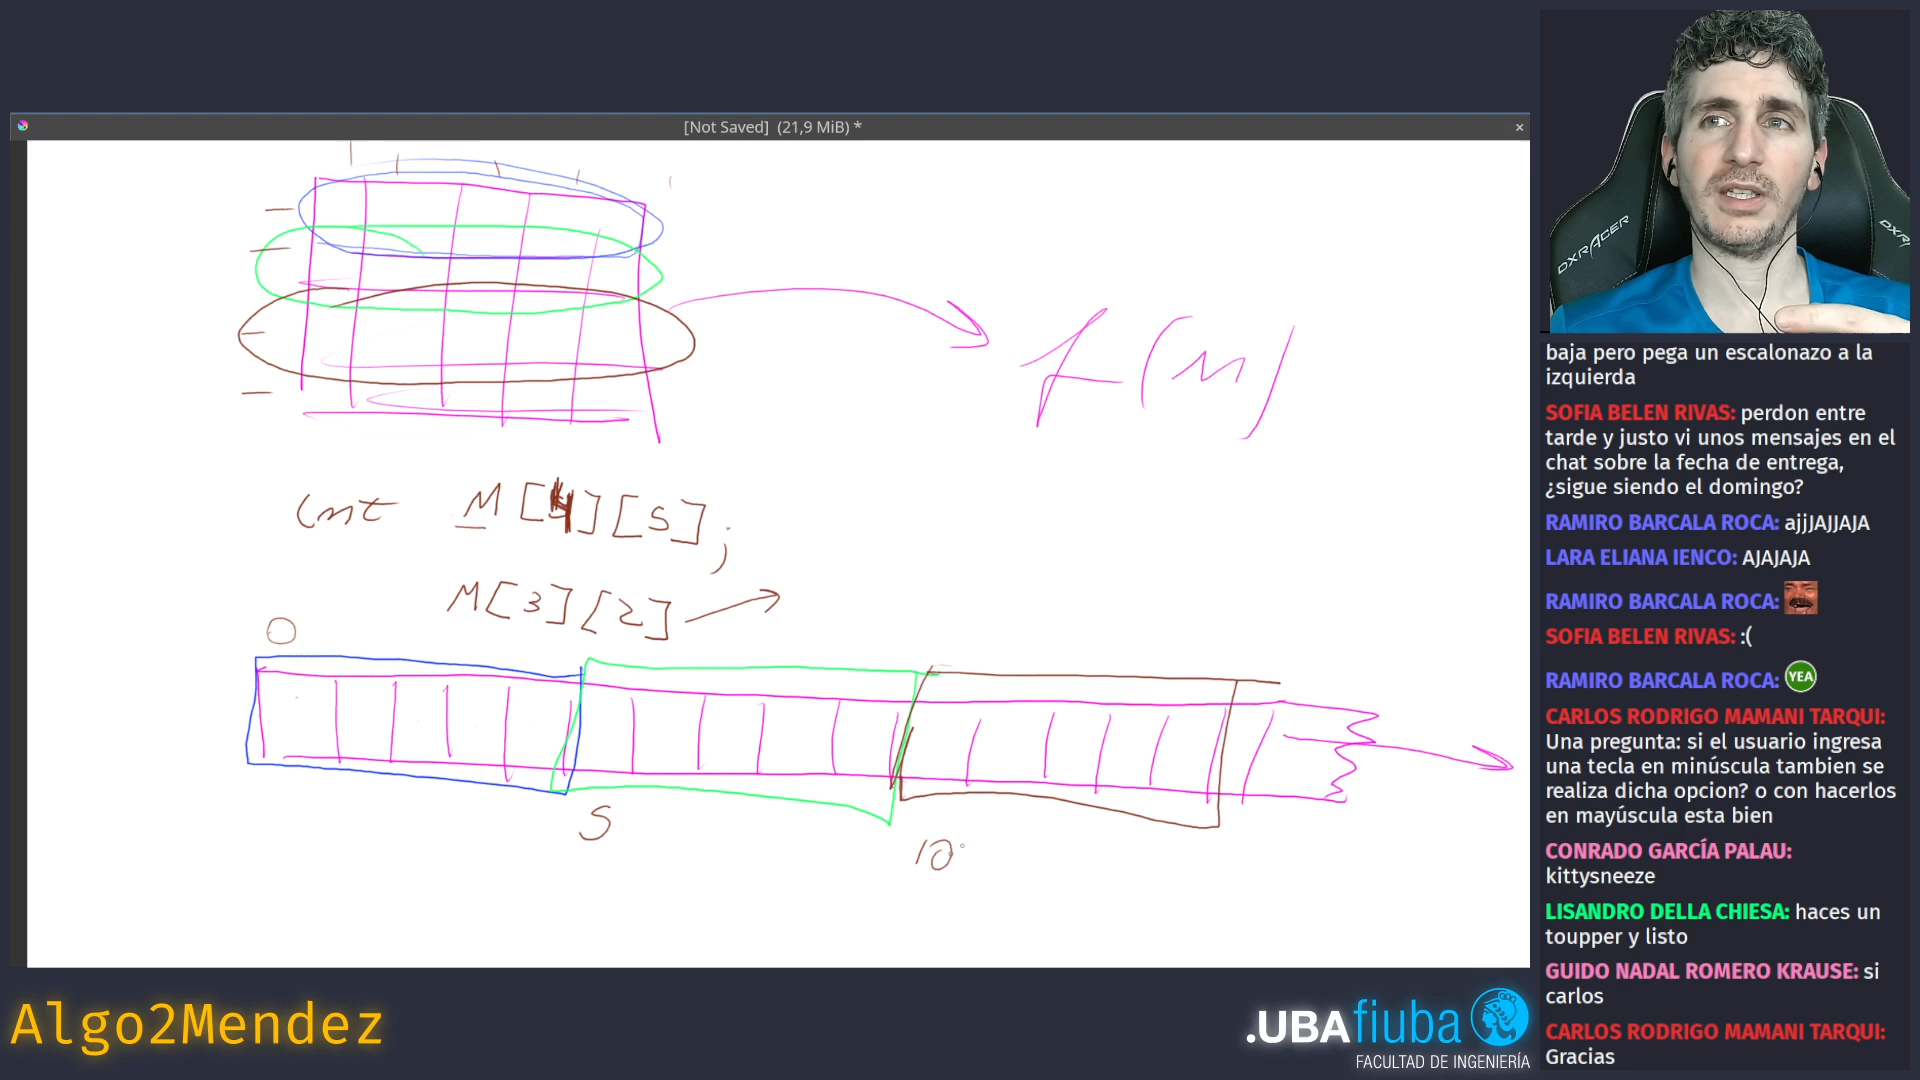 [Not Saved] (21,9 MiB) *
×
f(m)
int M[4][5];
M[3][2]
0
5
10
DXRACER
DXR
baja pero pega un escalonazo a la
izquierda
SOFIA BELEN RIVAS: perdon entre
tarde y justo vi unos mensajes en el
chat sobre la fecha de entrega,
¿sigue siendo el domingo?
RAMIRO BARCALA ROCA: ajjJAJJAJA
LARA ELIANA IENCO: AJAJAJA
RAMIRO BARCALA ROCA:
SOFIA BELEN RIVAS: :(
RAMIRO BARCALA ROCA: YEA
CARLOS RODRIGO MAMANI TARQUI:
Una pregunta: si el usuario ingresa
una tecla en minúscula tambien se
realiza dicha opcion? o con hacerlos
en mayúscula esta bien
CONRADO GARCÍA PALAU:
kittysneeze
LISANDRO DELLA CHIESA: haces un
toupper y listo
GUIDO NADAL ROMERO KRAUSE: si
carlos
CARLOS RODRIGO MAMANI TARQUI:
Gracias
Algo2Mendez
.UBAfiuba
FACULTAD DE INGENIERÍA